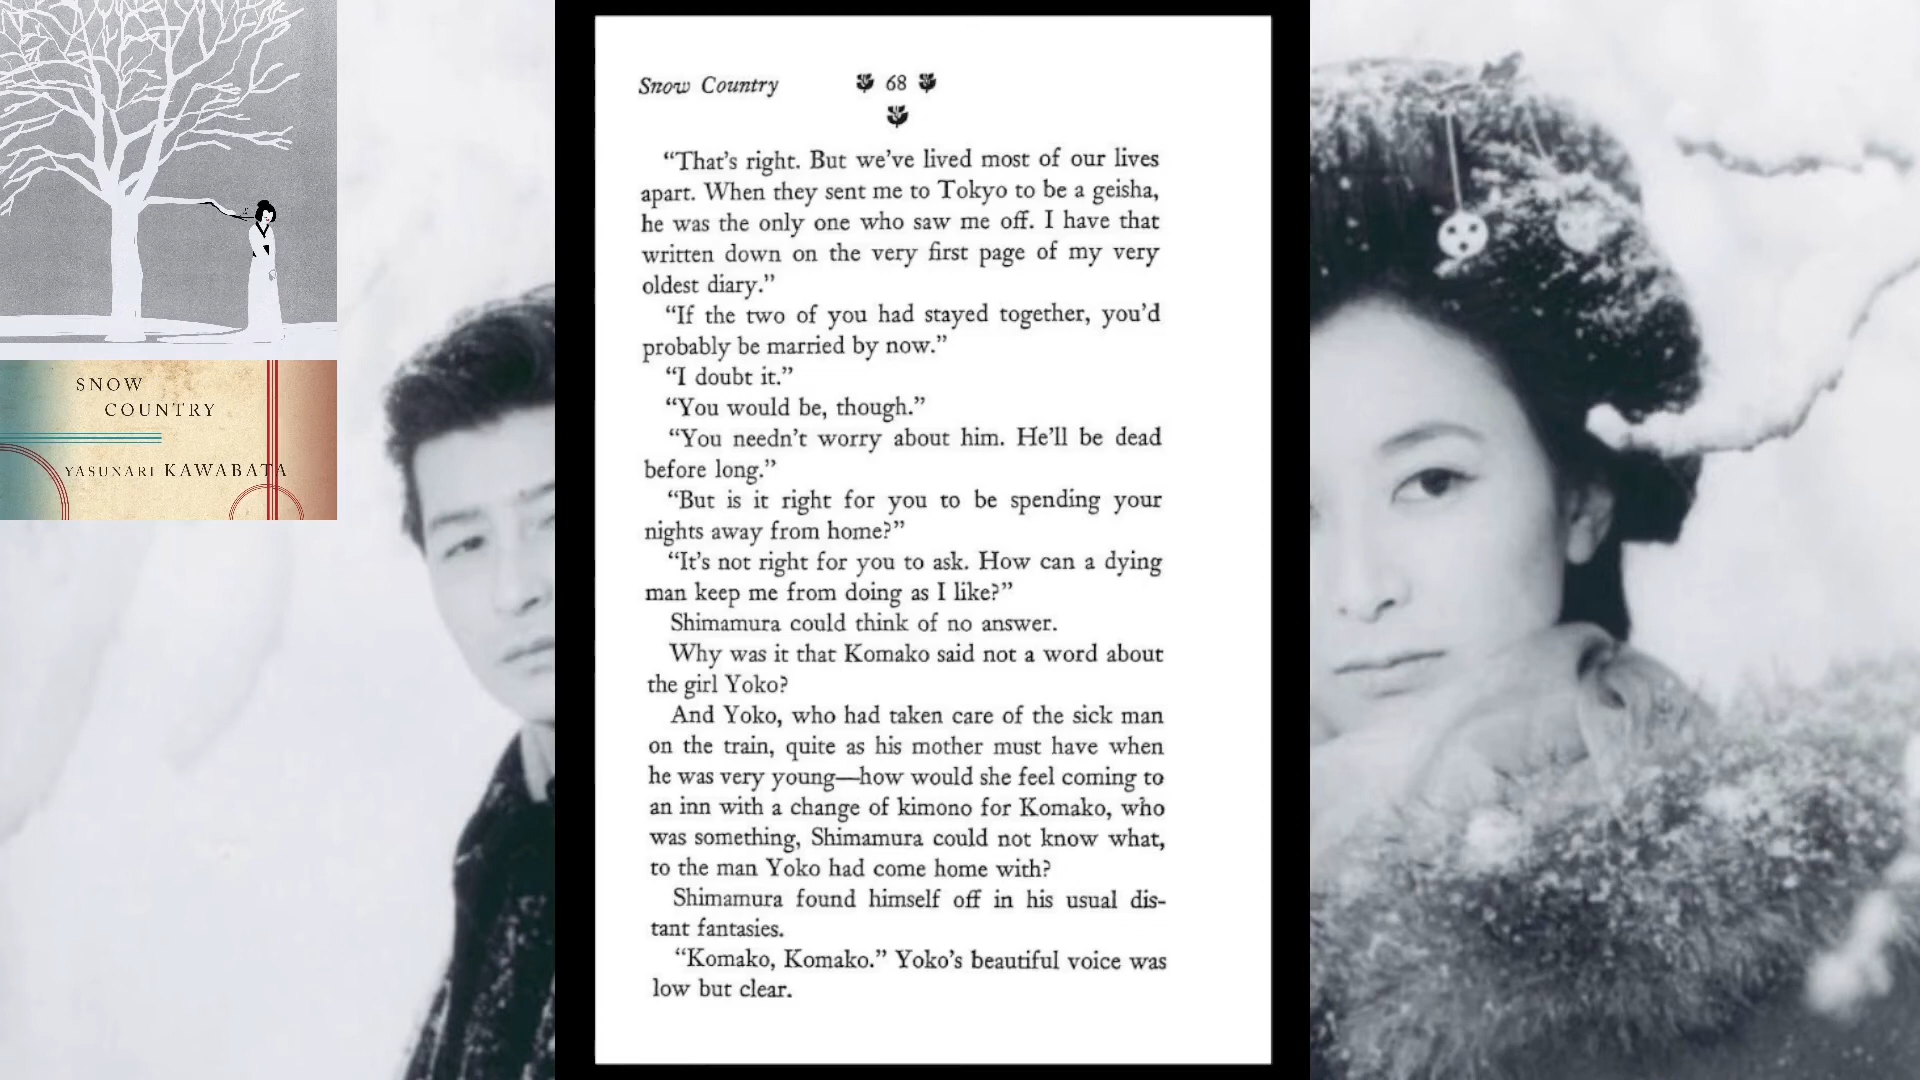 SNOW
COUNTRY
YASUNARI KAWABATA
Snow Country
68
“That’s right. But we’ve lived most of our lives
apart. When they sent me to Tokyo to be a geisha,
he was the only one who saw me off. I have that
written down on the very first page of my very
oldest diary.”
“If the two of you had stayed together, you’d
probably be married by now.”
“I doubt it.”
“You would be, though.”
“You needn’t worry about him. He’ll be dead
before long.”
“But is it right for you to be spending your
nights away from home?”
“It’s not right for you to ask. How can a dying
man keep me from doing as I like?”
Shimamura could think of no answer.
Why was it that Komako said not a word about
the girl Yoko?
And Yoko, who had taken care of the sick man
on the train, quite as his mother must have when
he was very young—how would she feel coming to
an inn with a change of kimono for Komako, who
was something, Shimamura could not know what,
to the man Yoko had come home with?
Shimamura found himself off in his usual dis-
tant fantasies.
“Komako, Komako.” Yoko’s beautiful voice was
low but clear.